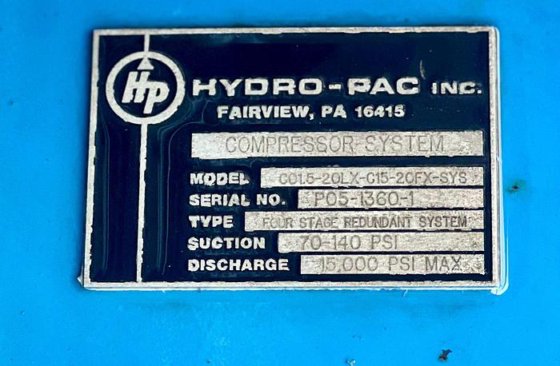 HP
HYDRO-PAC INC.
FAIRVIEW, PA 16415
COMPRESSOR SYSTEM
MODEL C01.5-20LX-C15-20FX-SYS
SERIAL NO. P05-1360-1
TYPE FOUR STAGE REDUNDANT SYSTEM
SUCTION 70-140 PSI
DISCHARGE 15,000 PSI MAX